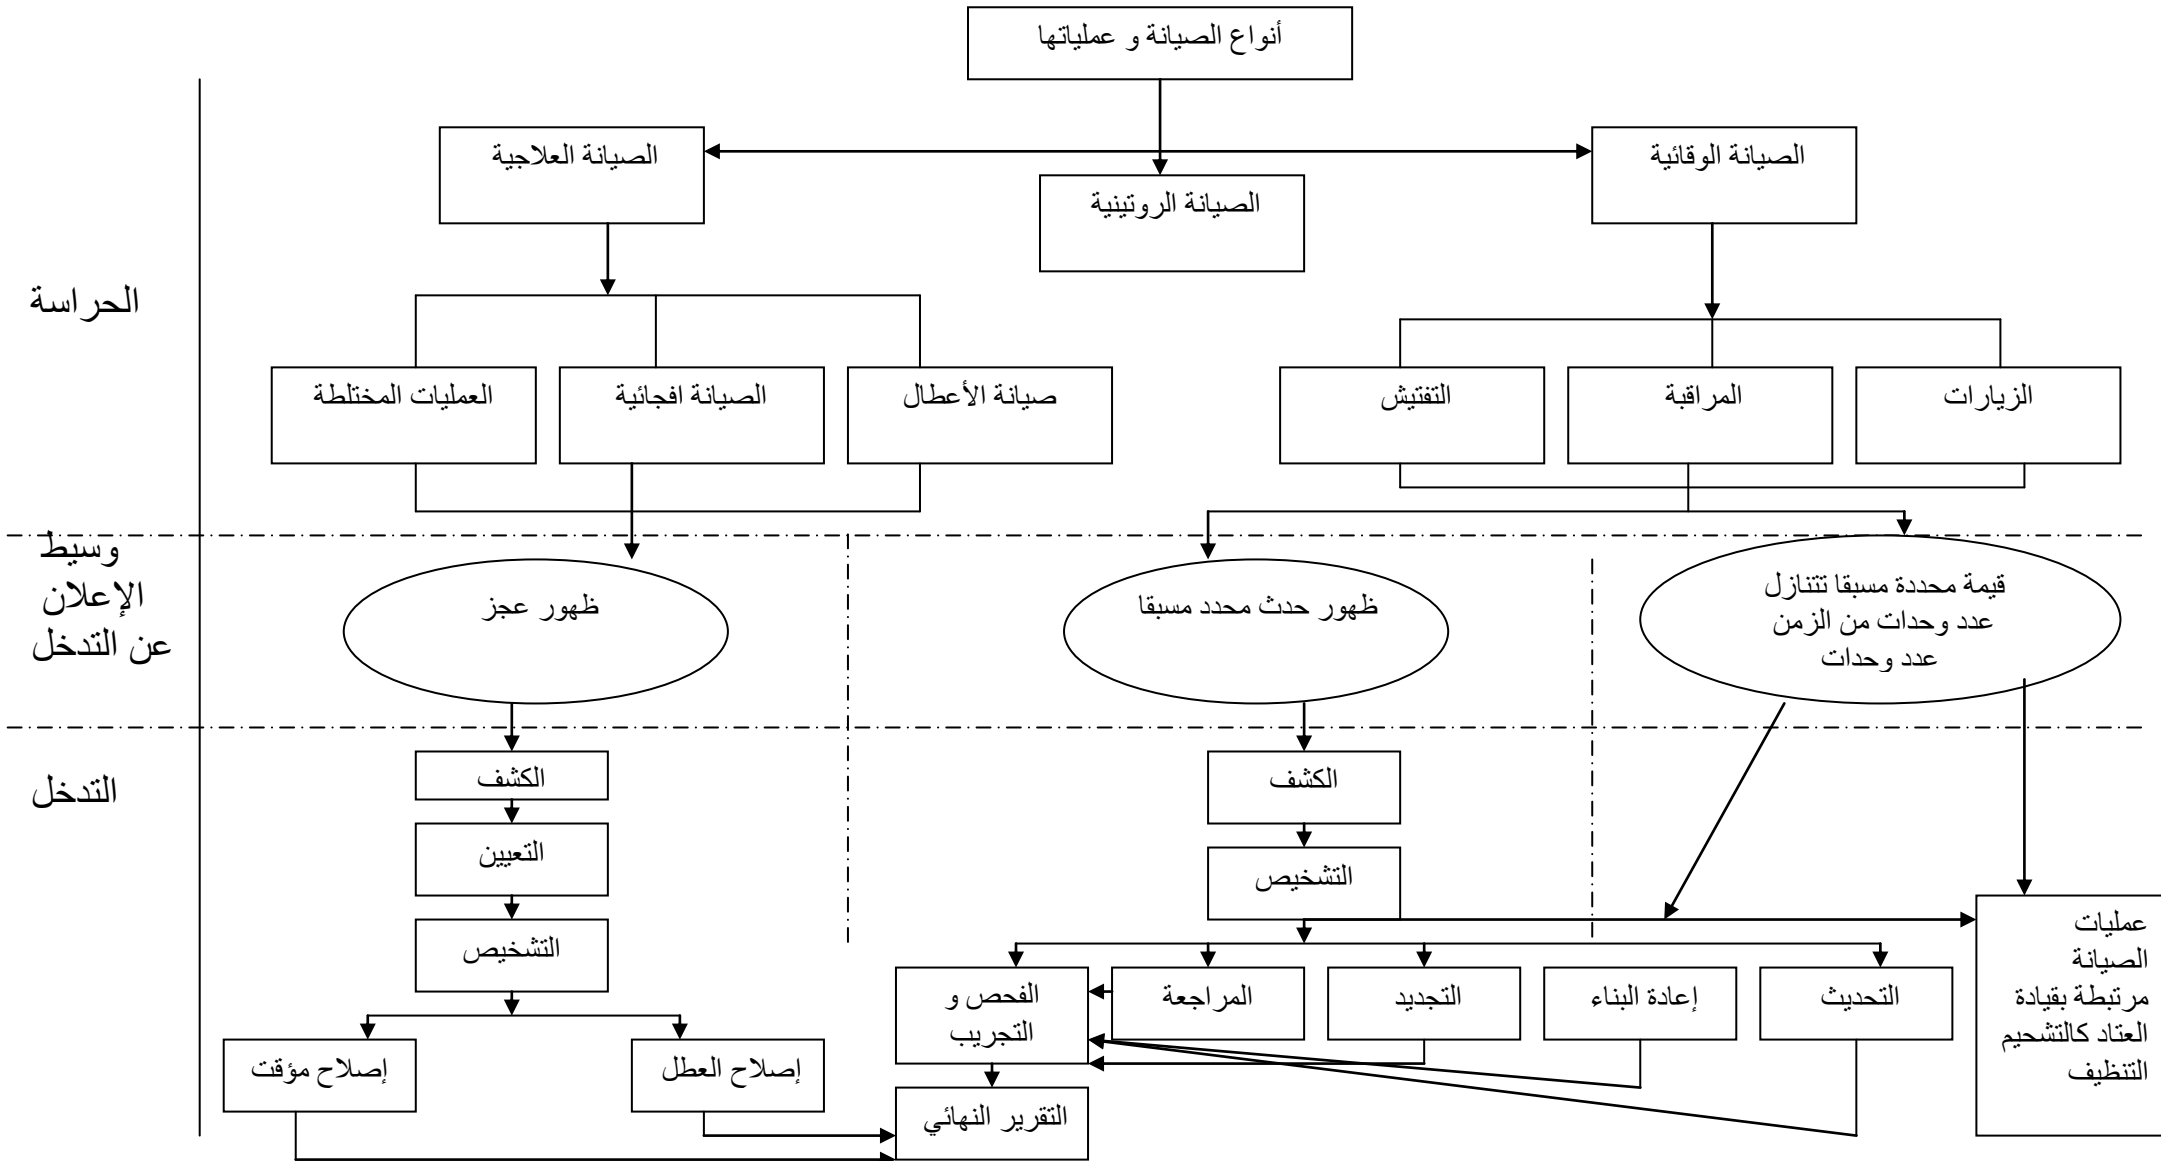 أنواع الصيانة و عملياتها
الصيانة الوقائية
الصيانة العلاجية
الصيانة الروتينية
الحراسة
الزيارات
المراقبة
التفتيش
صيانة الأعطال
الصيانة افجائية
العمليات المختلطة
وسيط
الإعلان
عن التدخل
قيمة محددة مسبقا تتنازل
عدد وحدات من الزمن
عدد وحدات
ظهور حدث محدد مسبقا
ظهور عجز
التدخل
الكشف
التشخيص
الكشف
التعيين
التشخيص
عمليات
الصيانة
مرتبطة بقيادة
العتاد كالتشحيم
التنظيف
التحديث
إعادة البناء
التجديد
المراجعة
الفحص و
التجريب
إصلاح العطل
إصلاح مؤقت
التقرير النهائي